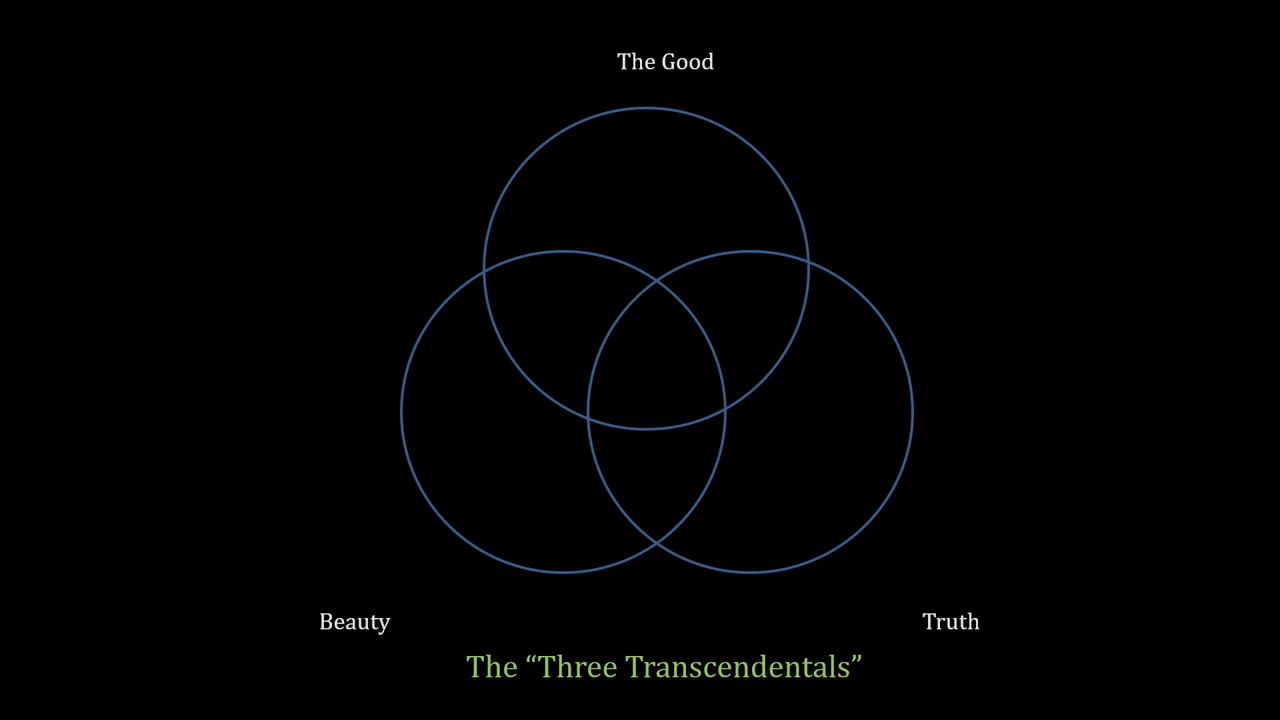 The Good
Beauty
Truth
The “Three Transcendentals”